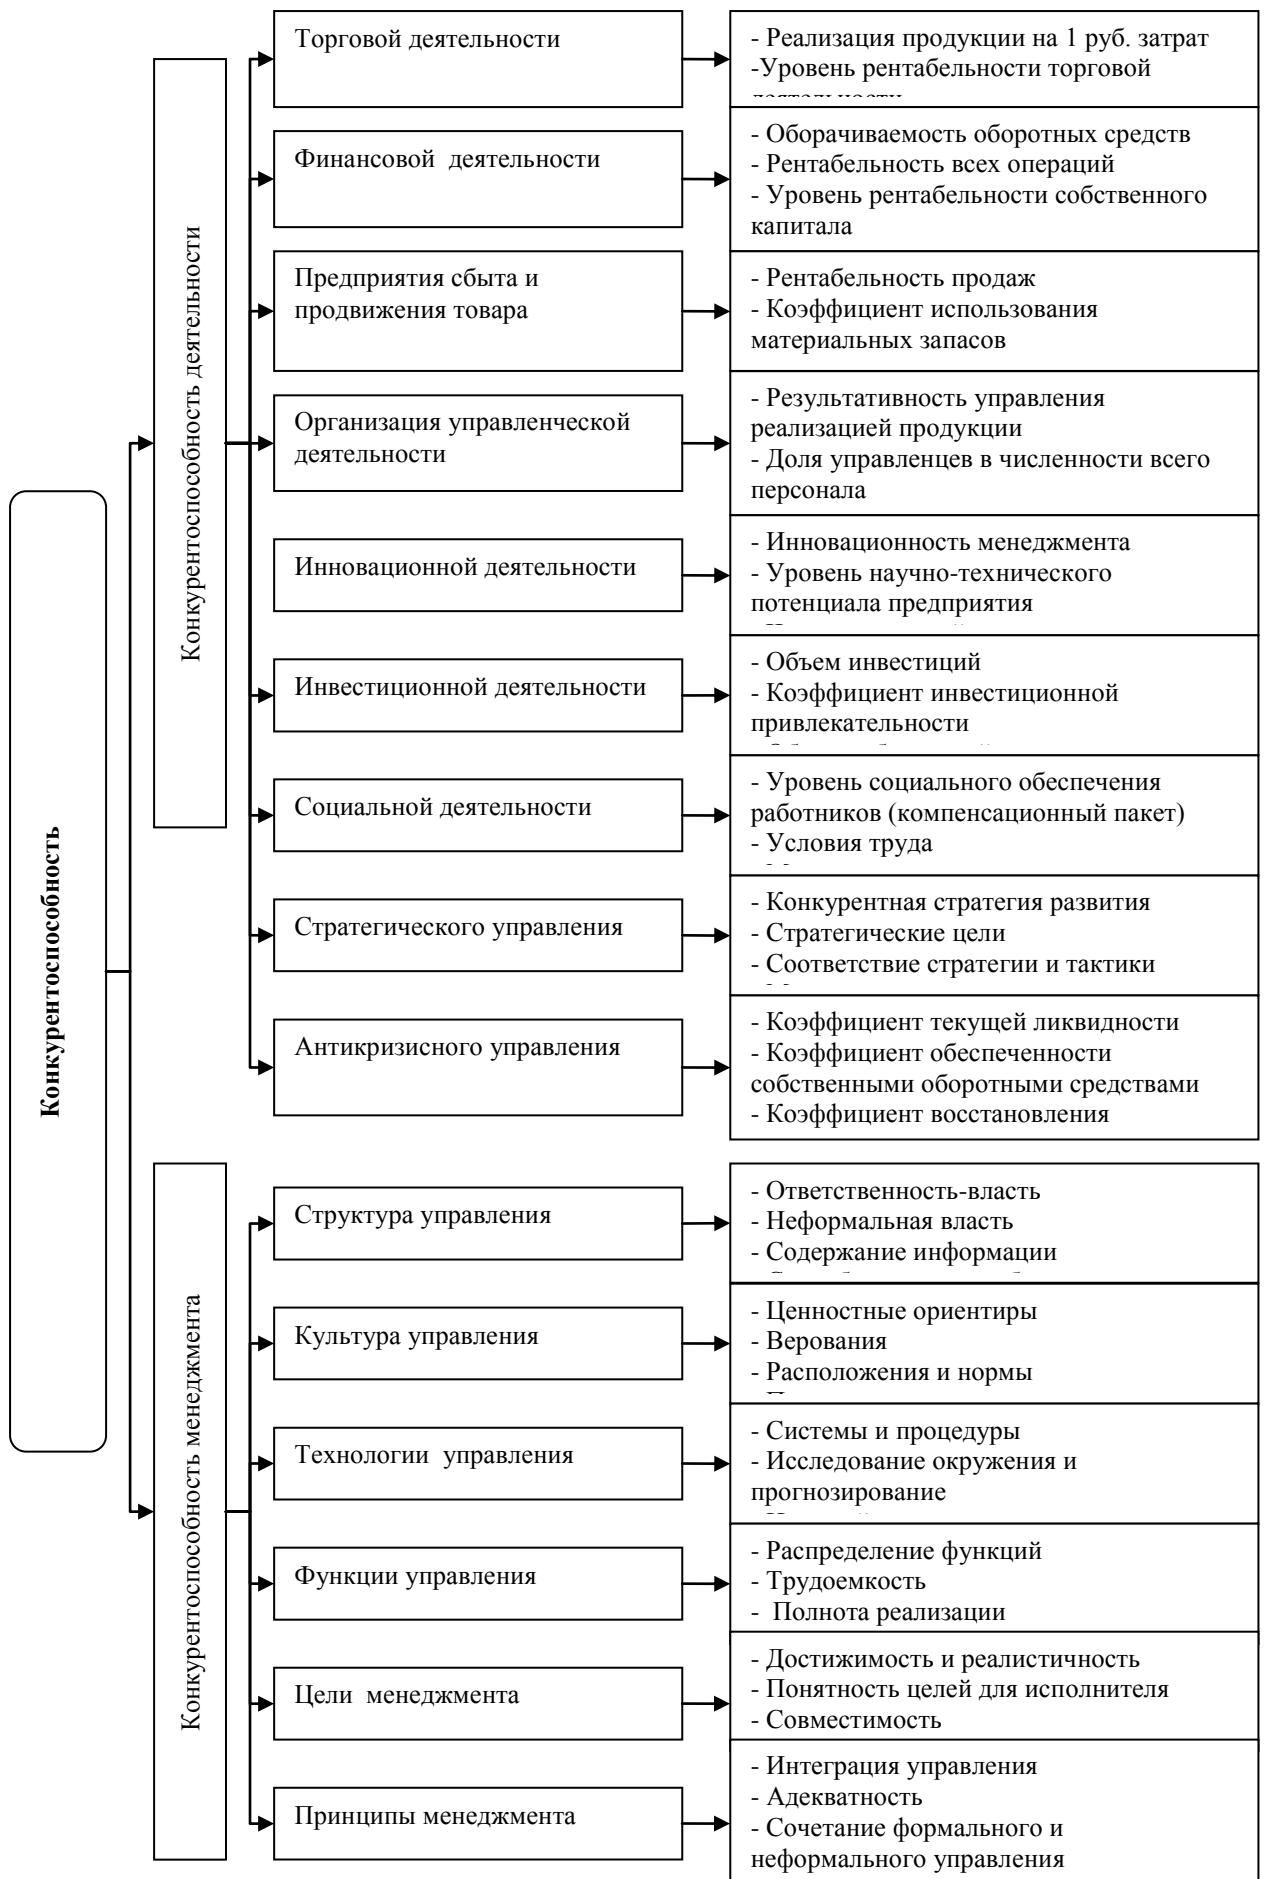 Конкурентоспособность
Конкурентоспособность деятельности
Торговой деятельности
- Реализация продукции на 1 руб. затрат
-Уровень рентабельности торговой
Финансовой  деятельности
- Оборачиваемость оборотных средств
- Рентабельность всех операций
- Уровень рентабельности собственного
капитала
Предприятия сбыта и
продвижения товара
- Рентабельность продаж
- Коэффициент использования
материальных запасов
Организация управленческой
деятельности
- Результативность управления
реализацией продукции
- Доля управленцев в численности всего
персонала
Инновационной деятельности
- Инновационность менеджмента
- Уровень научно-технического
потенциала предприятия
Инвестиционной деятельности
- Объем инвестиций
- Коэффициент инвестиционной
привлекательности
Социальной деятельности
- Уровень социального обеспечения
работников (компенсационный пакет)
- Условия труда
Стратегического управления
- Конкурентная стратегия развития
- Стратегические цели
- Соответствие стратегии и тактики
Антикризисного управления
- Коэффициент текущей ликвидности
- Коэффициент обеспеченности
собственными оборотными средствами
- Коэффициент восстановления
Конкурентоспособность менеджмента
Структура управления
- Ответственность-власть
- Неформальная власть
- Содержание информации
Культура управления
- Ценностные ориентиры
- Верования
- Расположения и нормы
Технологии  управления
- Системы и процедуры
- Исследование окружения и
прогнозирование
Функции управления
- Распределение функций
- Трудоемкость
-  Полнота реализации
Цели  менеджмента
- Достижимость и реалистичность
- Понятность целей для исполнителя
- Совместимость
Принципы менеджмента
- Интеграция управления
- Адекватность
- Сочетание формального и
неформального управления